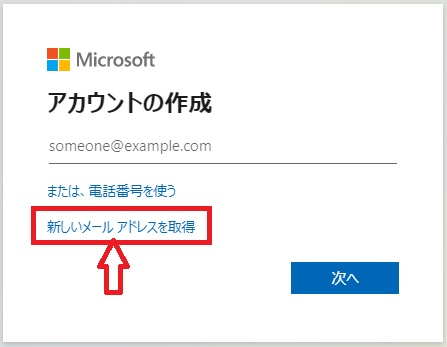 Microsoft
アカウントの作成
someone@example.com
または、電話番号を使う
新しいメール アドレスを取得
次へ